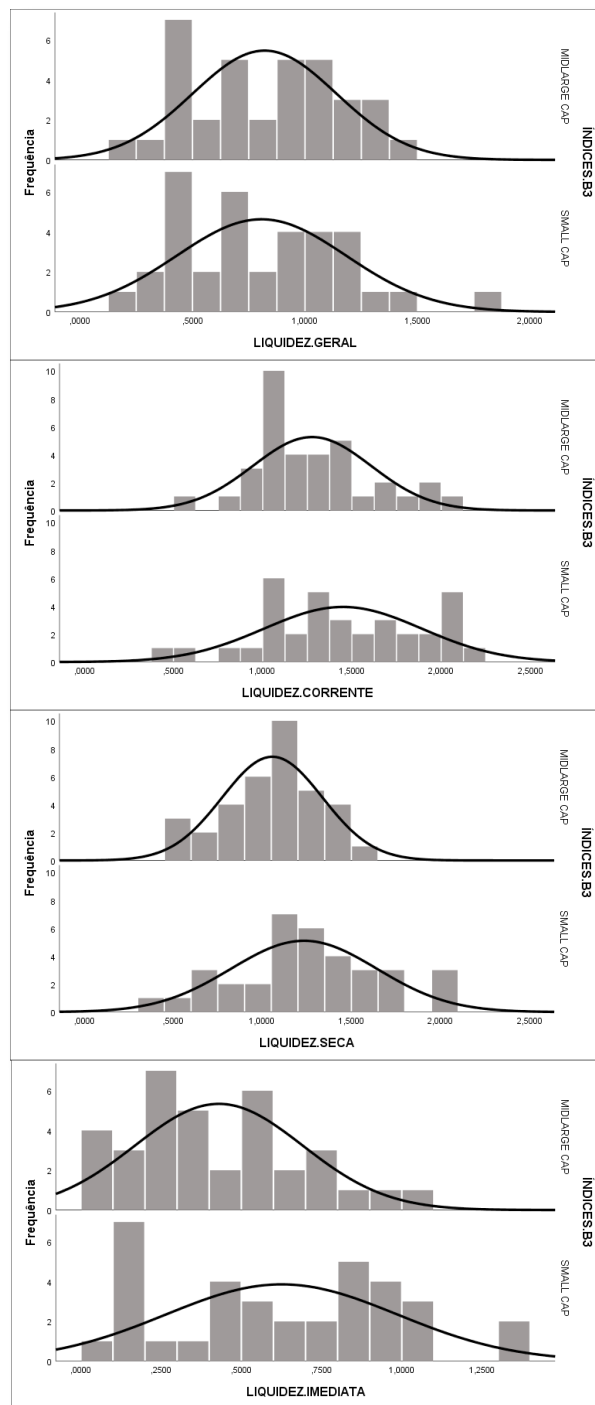 6
4
2
0
6
4
2
0
Frequência
MIDLARGE CAP
SMALL CAP
ÍNDICES.B3
,0000 ,5000 1,0000 1,5000 2,0000
LIQUIDEZ.GERAL
10
8
6
4
2
0
10
8
6
4
2
0
Frequência
MIDLARGE CAP
SMALL CAP
ÍNDICES.B3
,0000 ,5000 1,0000 1,5000 2,0000 2,5000
LIQUIDEZ.CORRENTE
10
8
6
4
2
0
10
8
6
4
2
0
Frequência
MIDLARGE CAP
SMALL CAP
ÍNDICES.B3
,0000 ,5000 1,0000 1,5000 2,0000 2,5000
LIQUIDEZ.SECA
6
4
2
0
6
4
2
0
Frequência
MIDLARGE CAP
SMALL CAP
ÍNDICES.B3
,0000 ,2500 ,5000 ,7500 1,0000 1,2500
LIQUIDEZ.IMEDIATA